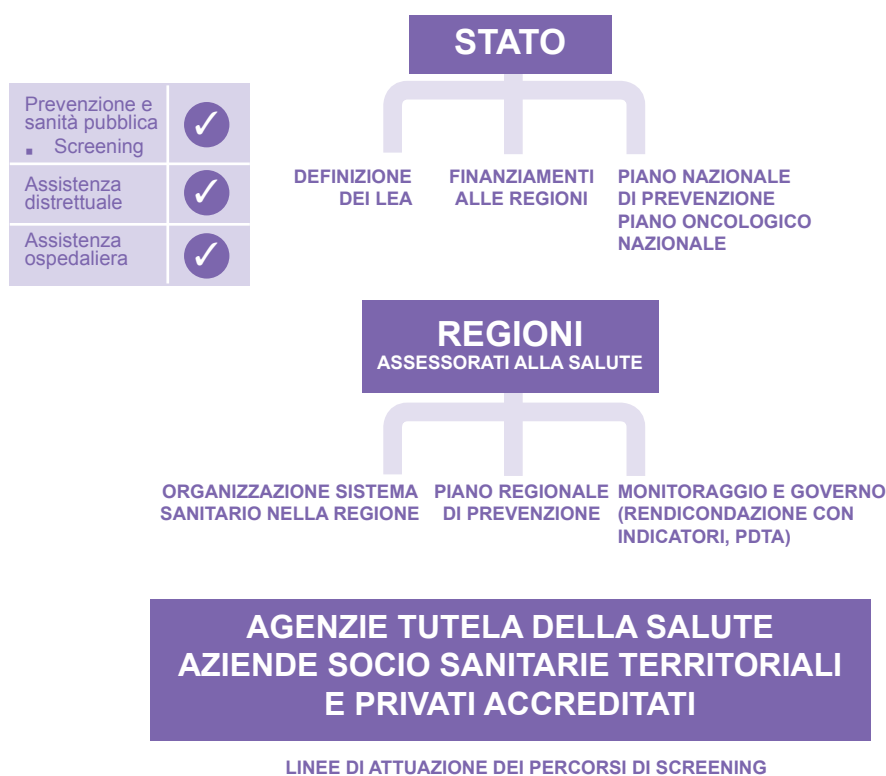 STATO
Prevenzione e
sanità pubblica
▪ Screening
✓
Assistenza
distrettuale
✓
Assistenza
ospedaliera
✓
DEFINIZIONE
DEI LEA
FINANZIAMENTI
ALLE REGIONI
PIANO NAZIONALE
DI PREVENZIONE
PIANO ONCOLOGICO
NAZIONALE
REGIONI
ASSESSORATI ALLA SALUTE
ORGANIZZAZIONE SISTEMA
SANITARIO NELLA REGIONE
PIANO REGIONALE
DI PREVENZIONE
MONITORAGGIO E GOVERNO
(RENDICONDAZIONE CON
INDICATORI, PDTA)
AGENZIE TUTELA DELLA SALUTE
AZIENDE SOCIO SANITARIE TERRITORIALI
E PRIVATI ACCREDITATI
LINEE DI ATTUAZIONE DEI PERCORSI DI SCREENING